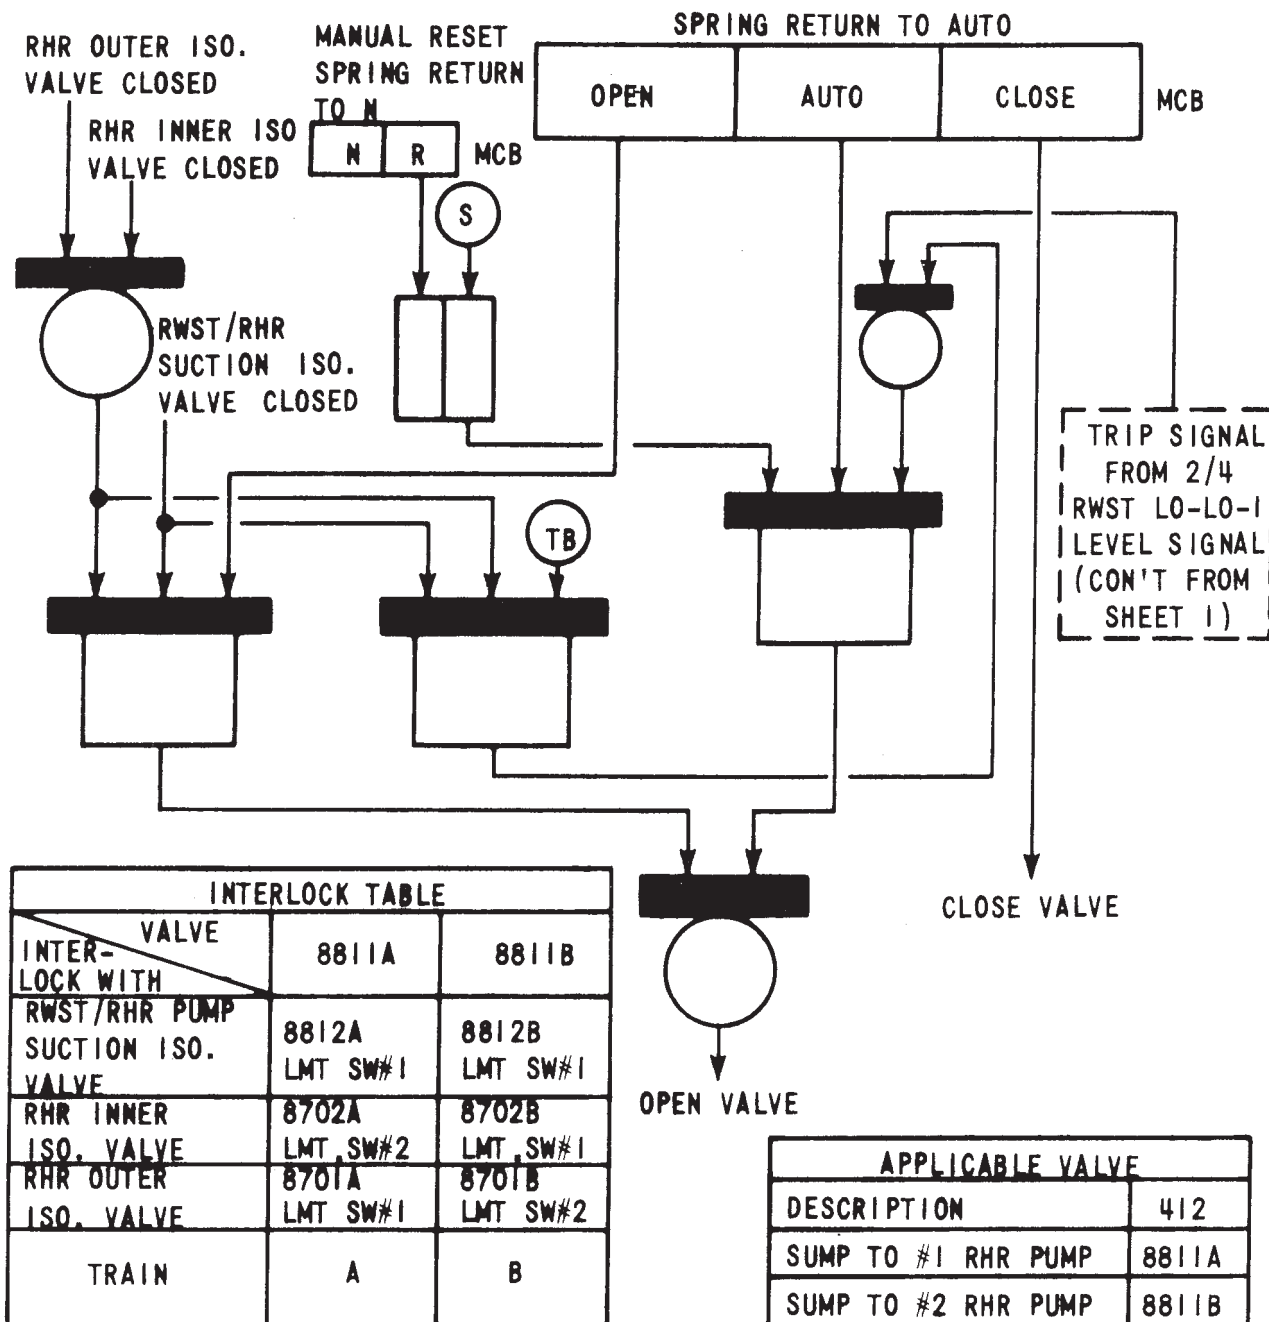 RHR OUTER ISO.
VALVE CLOSED
RHR INNER ISO
VALVE CLOSED
MANUAL RESET
SPRING RETURN
TO N
N R MCB
S
SPRING RETURN TO AUTO
OPEN AUTO CLOSE MCB
RWST/RHR
SUCTION ISO.
VALVE CLOSED
TB
TRIP SIGNAL
FROM 2/4
RWST LO-LO-1
LEVEL SIGNAL
(CON'T FROM
SHEET 1)
CLOSE VALVE
OPEN VALVE
INTERLOCK TABLE
VALVE
INTER-
LOCK WITH
8811A 8811B
RWST/RHR PUMP
SUCTION ISO.
VALVE
8812A
LMT SW#1
8812B
LMT SW#1
RHR INNER
ISO. VALVE
8702A
LMT.SW#2
8702B
LMT.SW#1
RHR OUTER
ISO. VALVE
8701A
LMT SW#1
8701B
LMT SW#2
TRAIN A B
APPLICABLE VALVE
DESCRIPTION 412
SUMP TO #1 RHR PUMP 8811A
SUMP TO #2 RHR PUMP 8811B